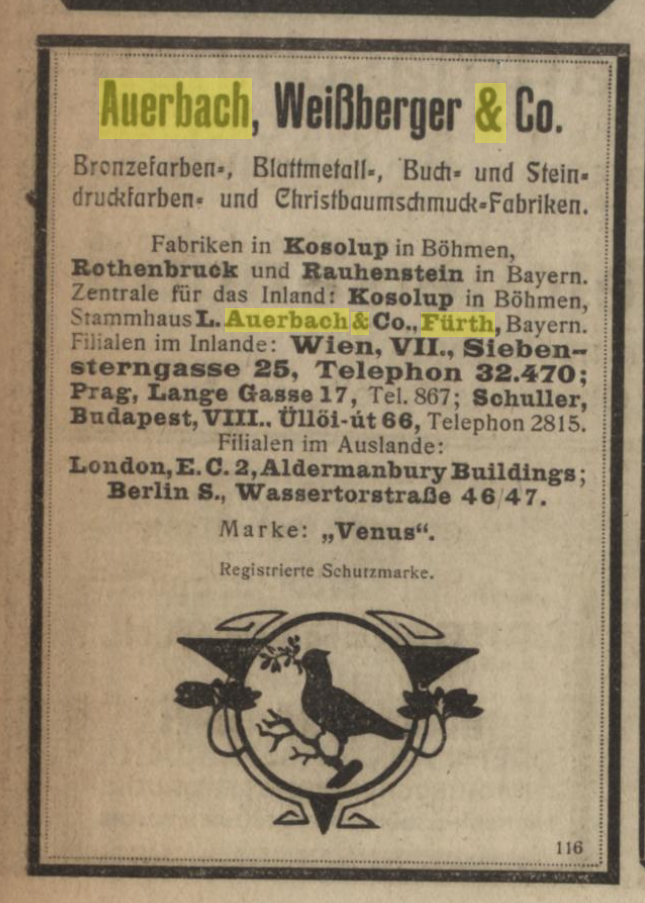 Auerbach, Weißberger & Co.
Bronzefarben-, Blattmetall-, Buch- und Stein-
druckfarben- und Christbaumschmuck-Fabriken.
Fabriken in Kosolup in Böhmen,
Rothenbruck und Rauhenstein in Bayern.
Zentrale für das Inland: Kosolup in Böhmen,
Stammhaus L. Auerbach & Co., Fürth, Bayern.
Filialen im Inlande: Wien, VII., Sieben-
sterngasse 25, Telephon 32.470;
Prag, Lange Gasse 17, Tel. 867; Schuller,
Budapest, VIII.. Üllöi-út 66, Telephon 2815.
Filialen im Auslande:
London, E. C. 2, Aldermanbury Buildings;
Berlin S., Wassertorstraße 46/47.
Marke: „Venus“.
Registrierte Schutzmarke.
116